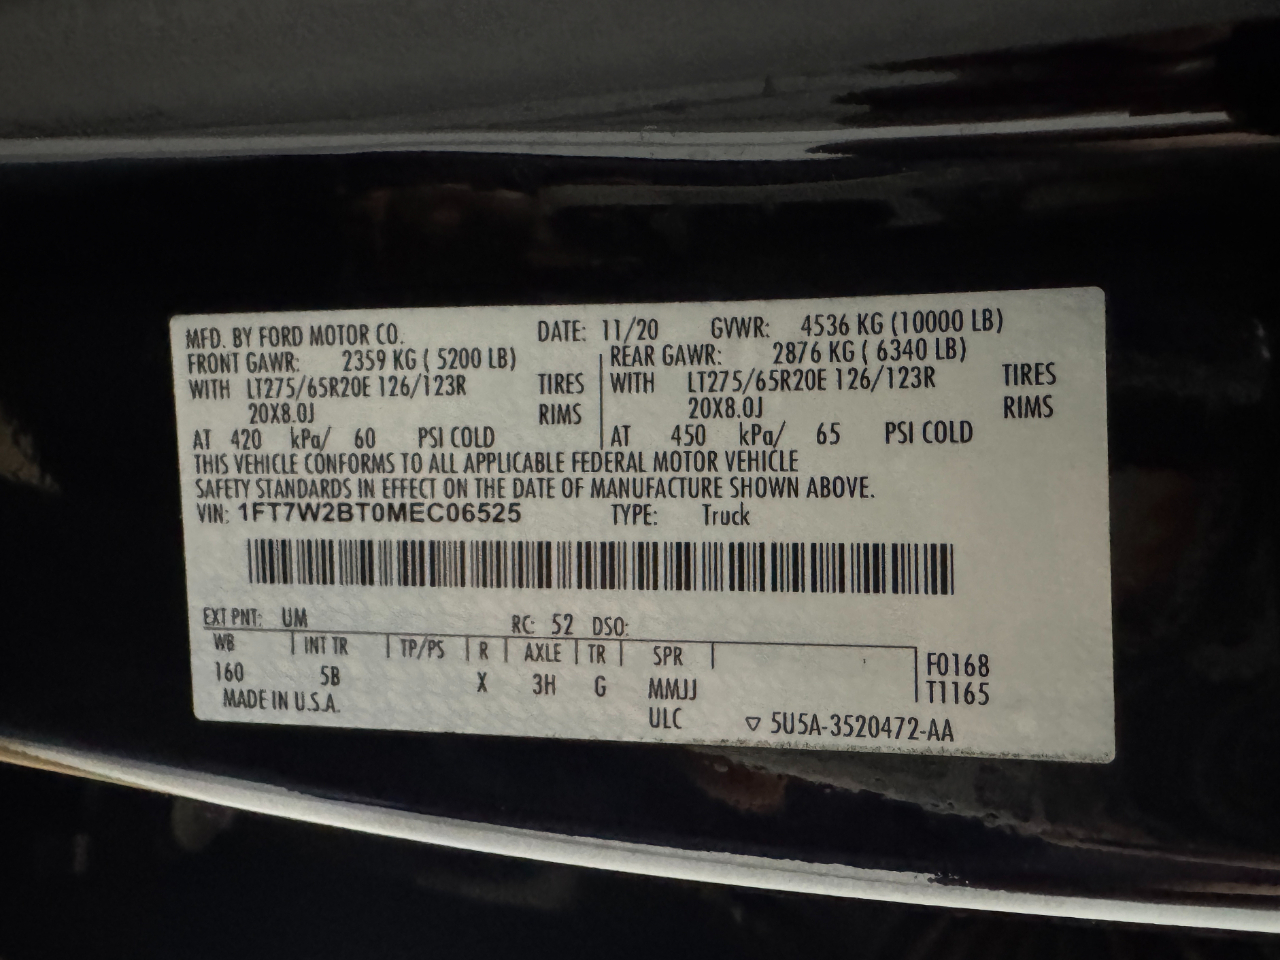 MFD. BY FORD MOTOR CO. DATE: 11/20 GVWR: 4536 KG (10000 LB)
FRONT GAWR: 2359 KG ( 5200 LB) REAR GAWR: 2876 KG ( 6340 LB)
WITH LT275/65R20E 126/123R TIRES WITH LT275/65R20E 126/123R TIRES
20X8.0J RIMS 20X8.0J RIMS
AT 420 kPa/ 60 PSI COLD AT 450 kPa/ 65 PSI COLD
THIS VEHICLE CONFORMS TO ALL APPLICABLE FEDERAL MOTOR VEHICLE
SAFETY STANDARDS IN EFFECT ON THE DATE OF MANUFACTURE SHOWN ABOVE.
VIN: 1FT7W2BT0MEC06525 TYPE: Truck
EXT PNT: UM RC: 52 DSO:
WB INT TR TP/PS R AXLE TR SPR F0168
160 5B X 3H G MMJJ T1165
MADE IN U.S.A. ULC ▽ 5U5A-3520472-AA